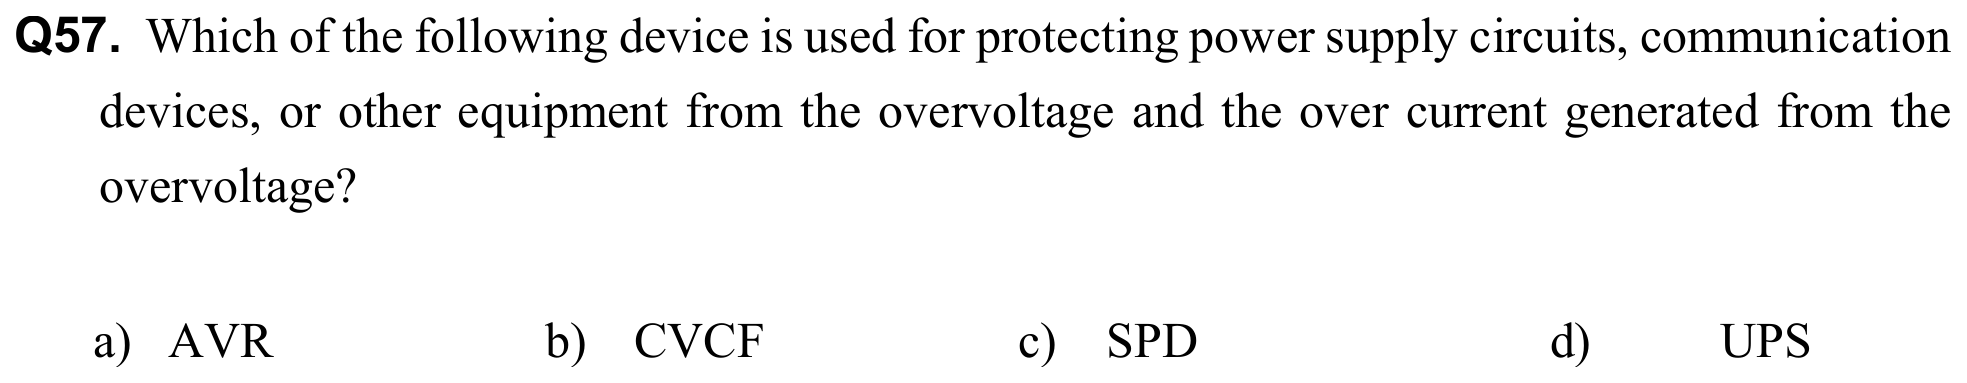 Q57. Which of the following device is used for protecting power supply circuits, communication
devices, or other equipment from the overvoltage and the over current generated from the
overvoltage?
a) AVR b) CVCF c) SPD d) UPS